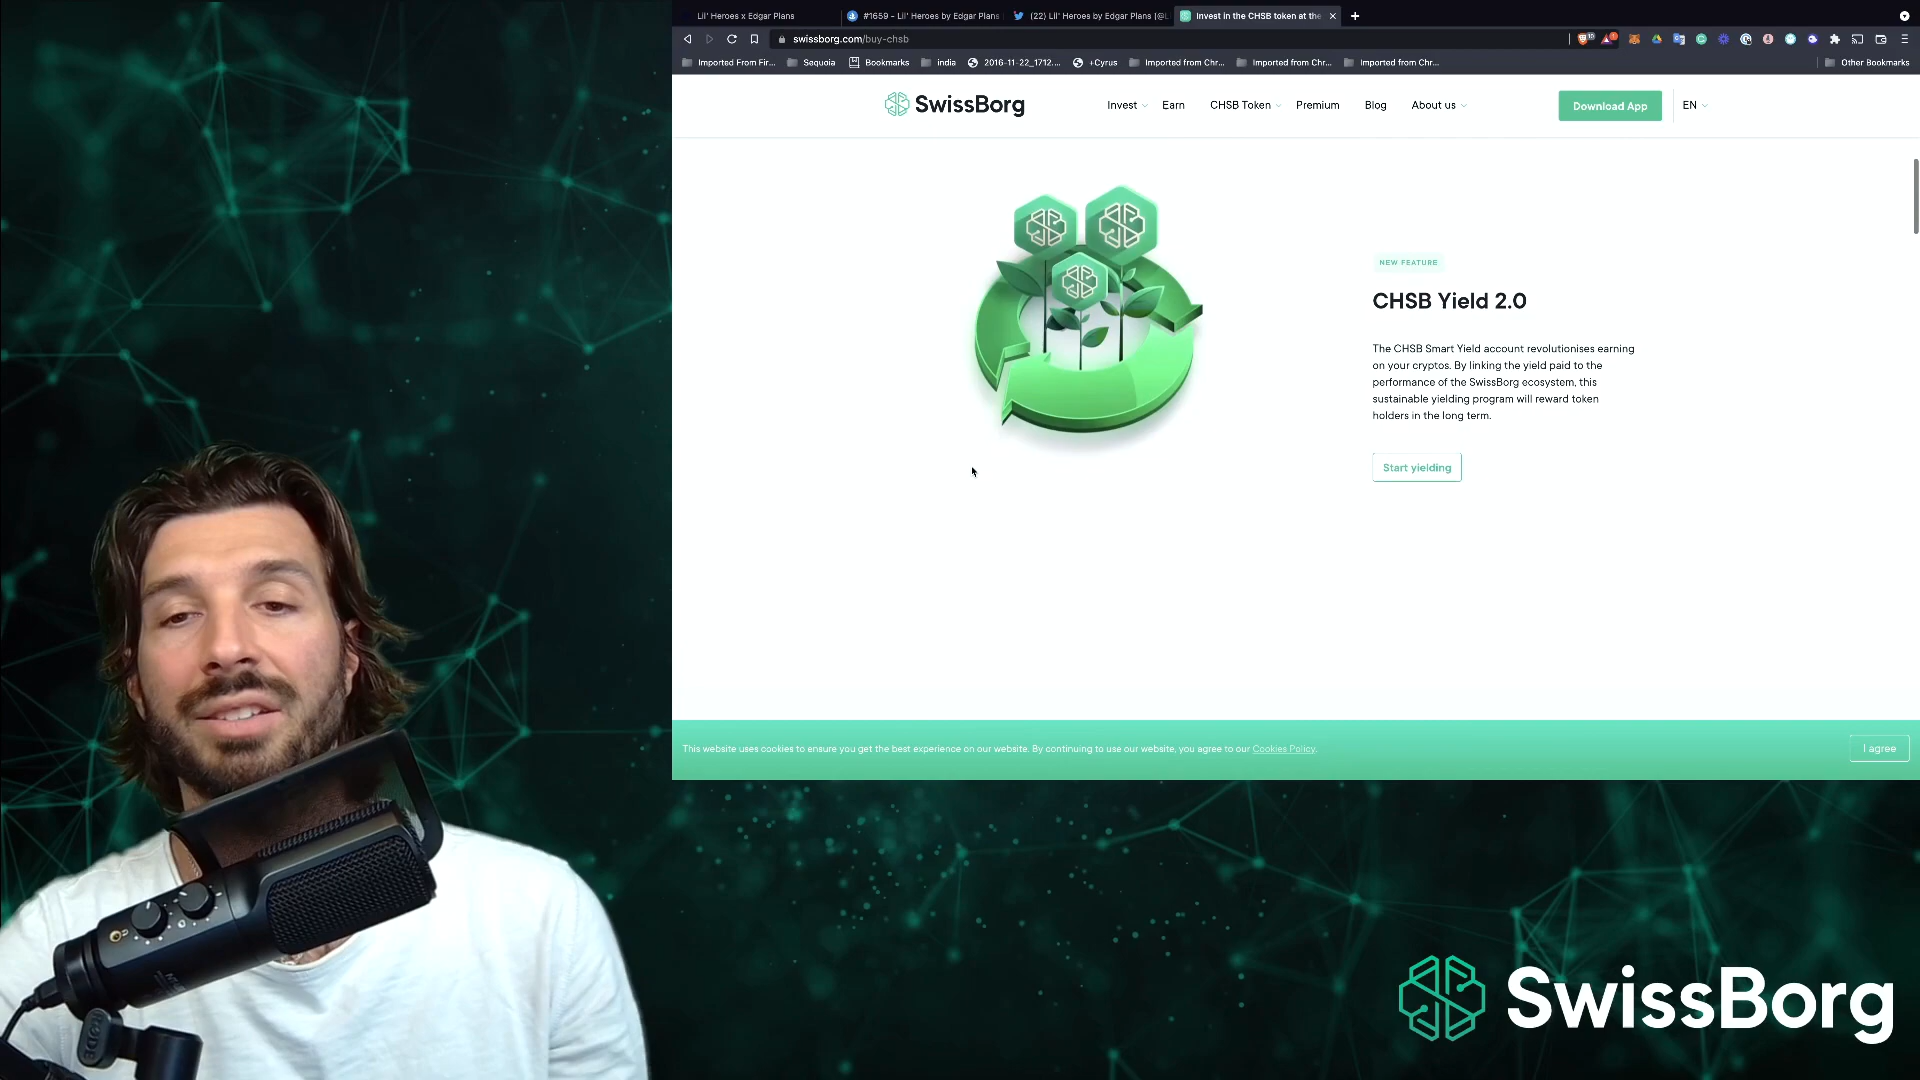 Lil' Heroes x Edgar Plans
#1659 - Lil' Heroes by Edgar Plans
(22) Lil' Heroes by Edgar Plans (@L
Invest in the CHSB token at the
swissborg.com/buy-chsb
Imported From Fir...
Sequoia
Bookmarks
india
2016-11-22_1712....
+Cyrus
Imported from Chr...
Imported from Chr...
Imported from Chr...
Other Bookmarks
SwissBorg
Invest
Earn
CHSB Token
Premium
Blog
About us
Download App
EN
NEW FEATURE
CHSB Yield 2.0
The CHSB Smart Yield account revolutionises earning
on your cryptos. By linking the yield paid to the
performance of the SwissBorg ecosystem, this
sustainable yielding program will reward token
holders in the long term.
Start yielding
This website uses cookies to ensure you get the best experience on our website. By continuing to use our website, you agree to our Cookies Policy.
I agree
RØDE
SwissBorg